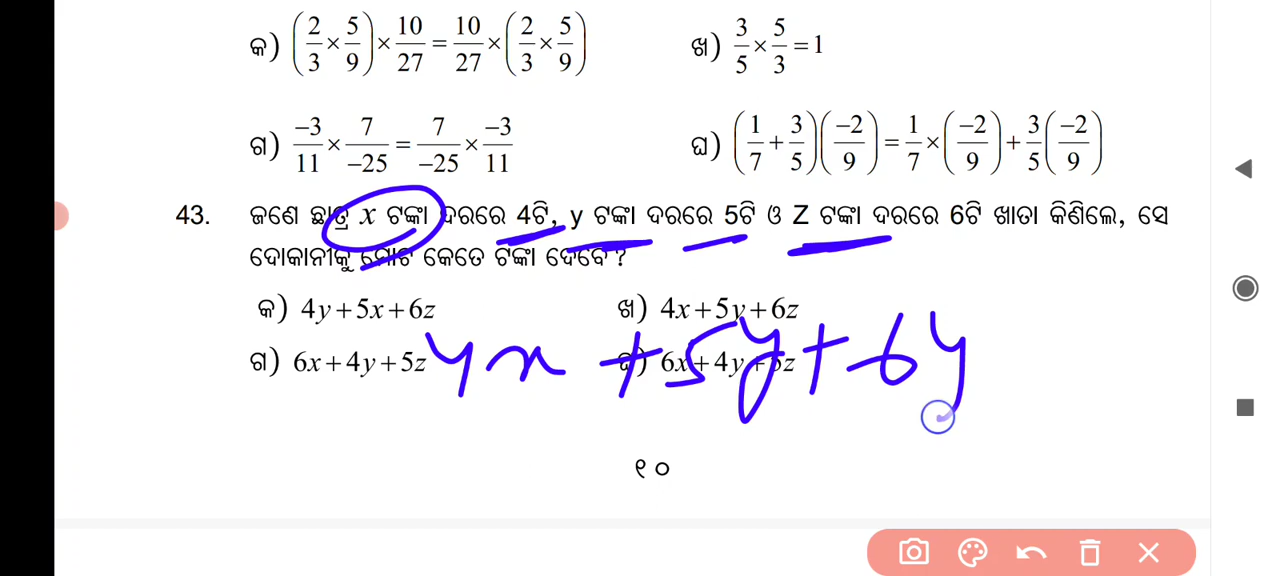 କ) (2/3 × 5/9) × 10/27 = 10/27 × (2/3 × 5/9) ଖ) 3/5 × 5/3 = 1
ଗ) -3/11 × 7/-25 = 7/-25 × -3/11 ଘ) (1/7 + 3/5)(-2/9) = 1/7 × (-2/9) + 3/5(-2/9)
43. ଜଣେ ଛାତ୍ର x ଟଙ୍କା ଦରରେ 4ଟି, y ଟଙ୍କା ଦରରେ 5ଟି ଓ Z ଟଙ୍କା ଦରରେ 6ଟି ଖାତା କିଣିଲେ, ସେ
ଦୋକାନୀକୁ ମୋଟ କେତେ ଟଙ୍କା ଦେବେ ?
କ) 4y + 5x + 6z ଖ) 4x + 5y + 6z
ଗ) 6x + 4y + 5z 6x + 4y + z
4x + 5y + 6y
୧୦